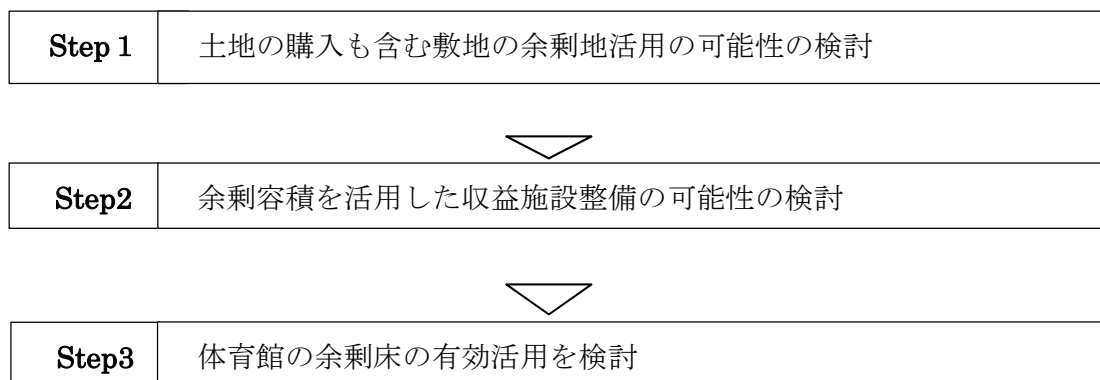 Step 1 土地の購入も含む敷地の余剰地活用の可能性の検討
Step2 余剰容積を活用した収益施設整備の可能性の検討
Step3 体育館の余剰床の有効活用を検討